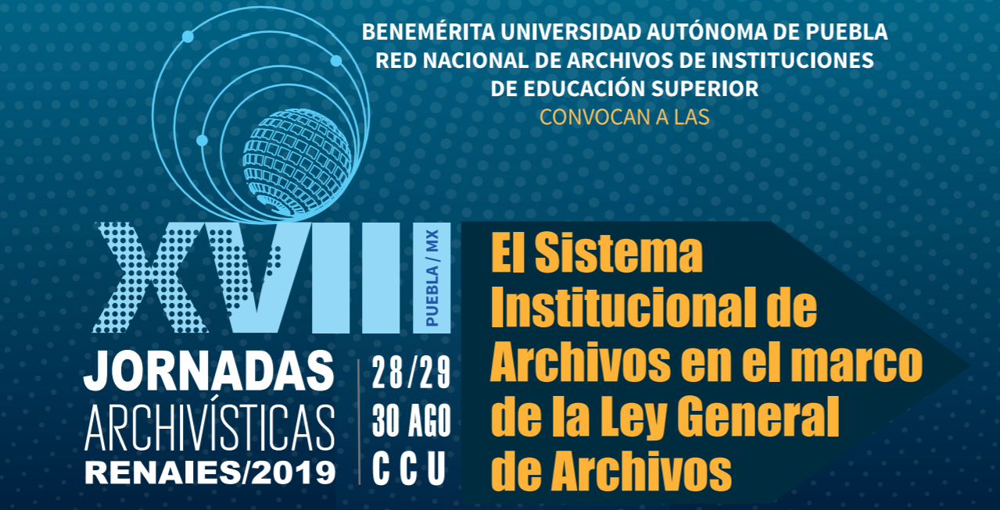 BENEMÉRITA UNIVERSIDAD AUTÓNOMA DE PUEBLA
RED NACIONAL DE ARCHIVOS DE INSTITUCIONES
DE EDUCACIÓN SUPERIOR
CONVOCAN A LAS
XVIII
PUEBLA / MX
JORNADAS
ARCHIVÍSTICAS
RENAIES/2019
28/29
30 AGO
CCU
El Sistema
Institucional de
Archivos en el marco
de la Ley General
de Archivos